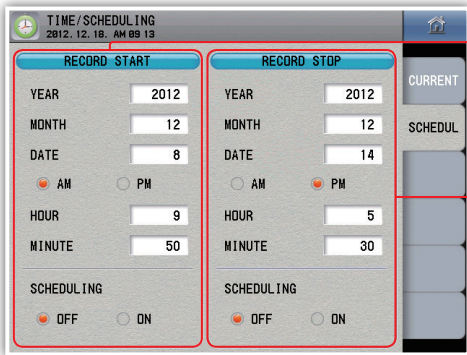 TIME/SCHEDULING
2012. 12. 18. AM 09 13
RECORD START
YEAR 2012
MONTH 12
DATE 8
AM PM
HOUR 9
MINUTE 50
SCHEDULING
OFF ON
RECORD STOP
YEAR 2012
MONTH 12
DATE 14
AM PM
HOUR 5
MINUTE 30
SCHEDULING
OFF ON
CURRENT
SCHEDUL